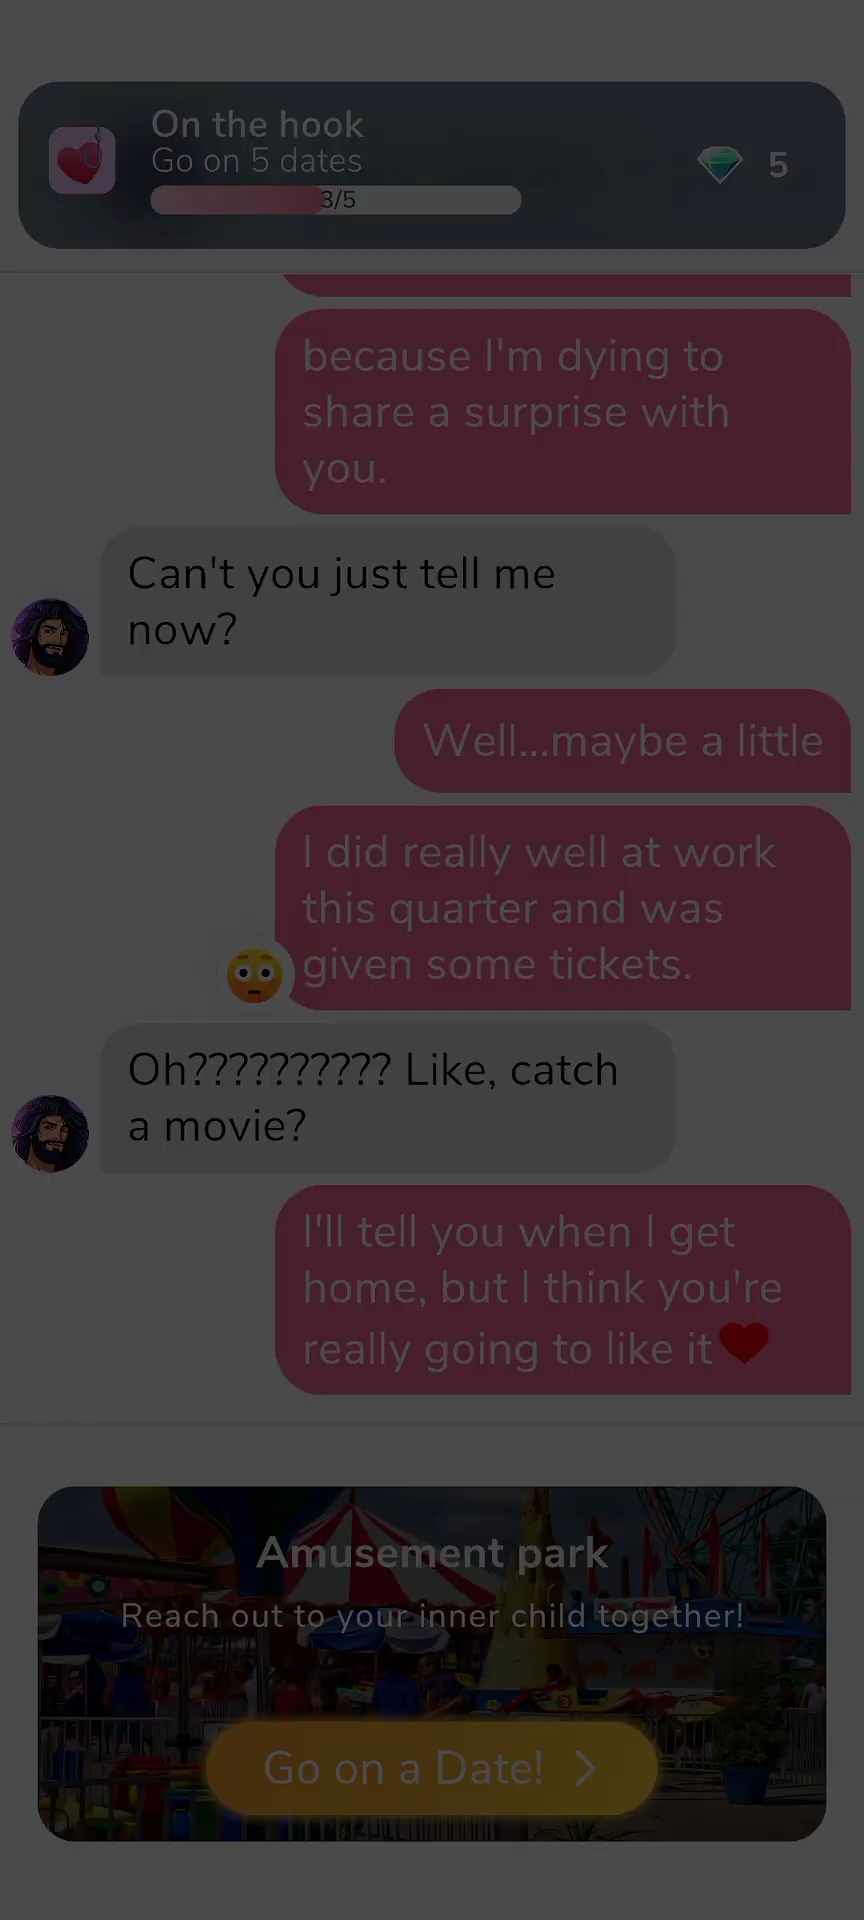 On the hook
Go on 5 dates
3/5
5
because I'm dying to
share a surprise with
you.
Can't you just tell me
now?
Well...maybe a little
I did really well at work
this quarter and was
given some tickets.
Oh?????????? Like, catch
a movie?
I'll tell you when I get
home, but I think you're
really going to like it❤️
Amusement park
Reach out to your inner child together!
Go on a Date!